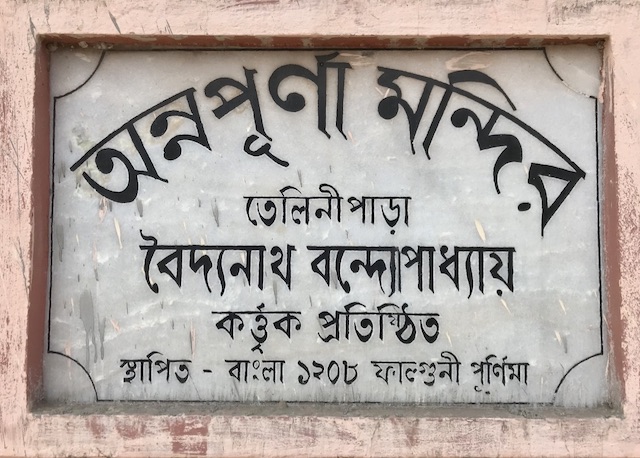 অন্নপূর্ণা মন্দির
তেলিনীপাড়া
বৈদ্যনাথ বন্দ্যোপাধ্যায়
কর্ত্তৃক প্রতিষ্ঠিত
স্থাপিত - বাংলা ১২০৮ ফাল্গুনী পূর্ণিমা